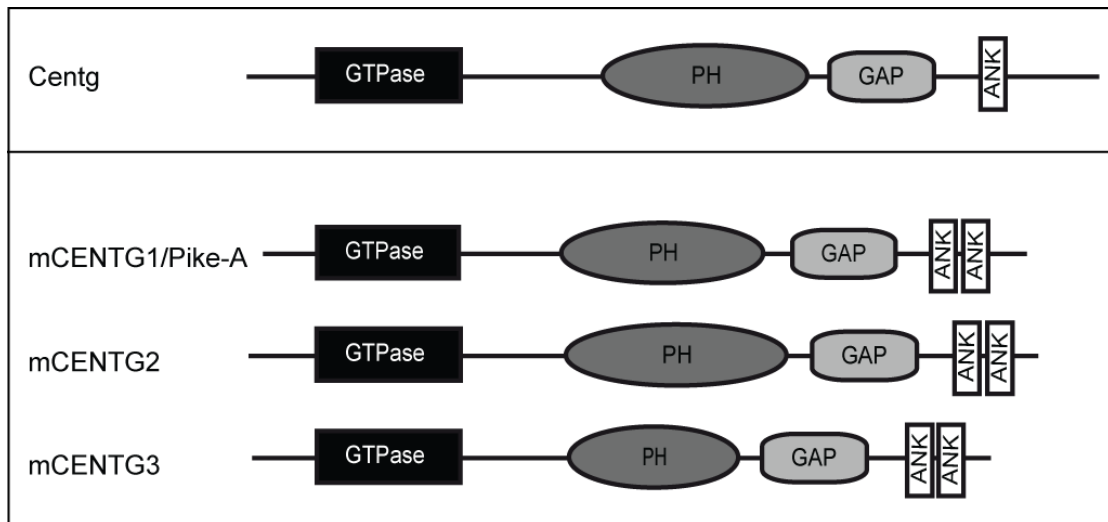 Centg GTPase PH GAP ANK
mCENTG1/Pike-A GTPase PH GAP ANK ANK
mCENTG2 GTPase PH GAP ANK ANK
mCENTG3 GTPase PH GAP ANK ANK